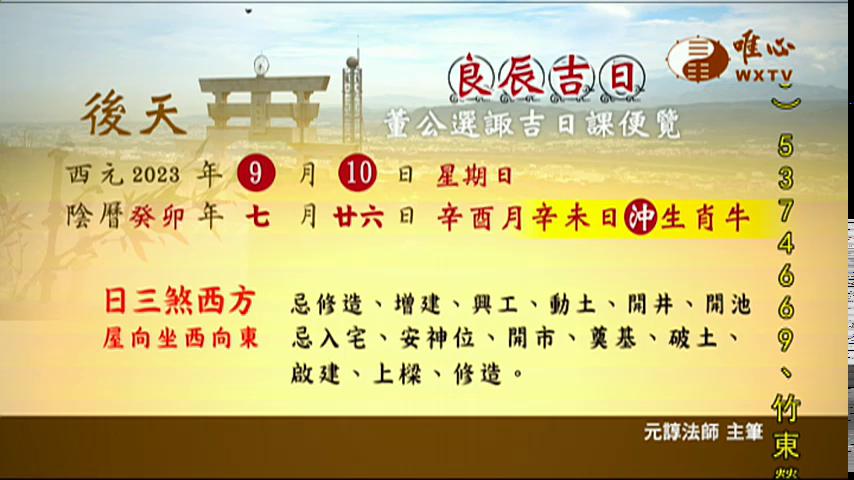 良辰吉日
唯心
WXTV
後天
董公選諏吉日課便覽
西元2023年9月10日 星期日
陰曆癸卯年七月廿六日 辛酉月辛未日沖生肖牛
日三煞西方
屋向坐西向東
忌修造、增建、興工、動土、開井、開池
忌入宅、安神位、開市、奠基、破土、
啟建、上樑、修造。
元諄法師 主筆
）5374669、竹東